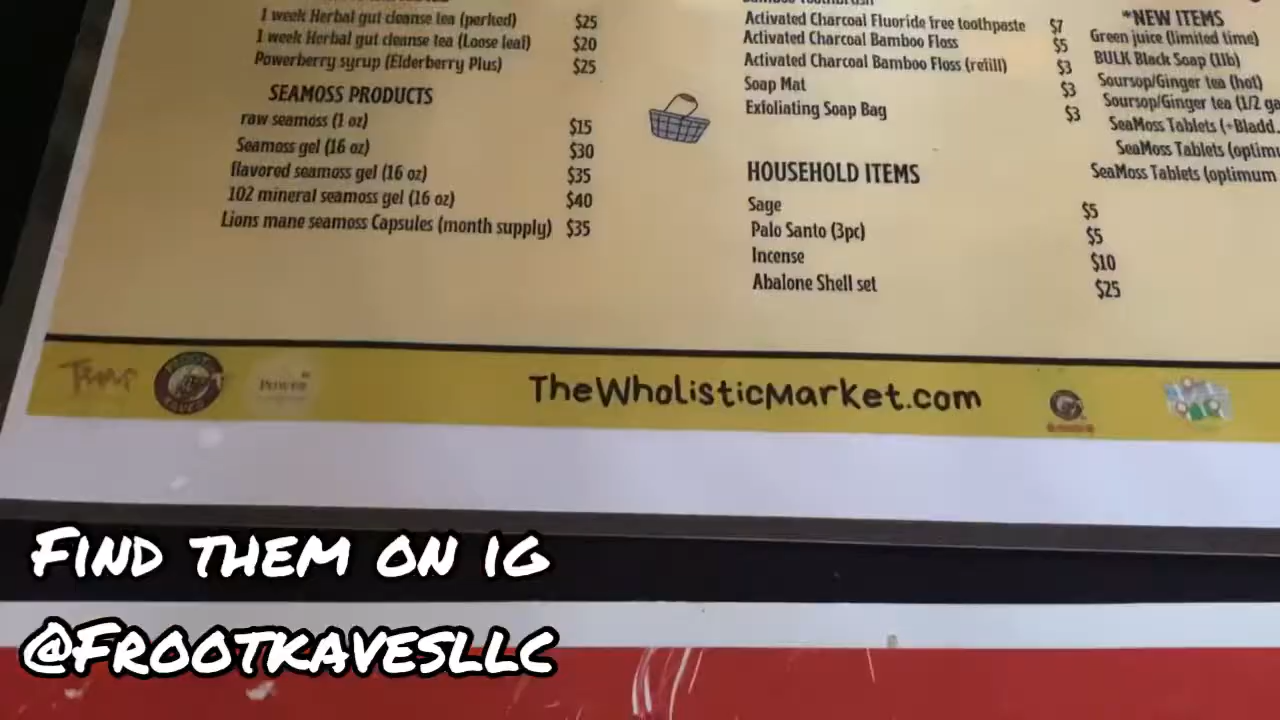 1 week Herbal gut cleanse tea (perked) $25
1 week Herbal gut cleanse tea (Loose leaf) $20
Powerberry syrup (Elderberry Plus) $25
SEAMOSS PRODUCTS
raw seamoss (1 oz) $15
Seamoss gel (16 oz) $30
flavored seamoss gel (16 oz) $35
102 mineral seamoss gel (16 oz) $40
Lions mane seamoss Capsules (month supply) $35
Activated Charcoal Fluoride free toothpaste $7
Activated Charcoal Bamboo Floss $5
Activated Charcoal Bamboo Floss (refill) $3
Soap Mat $3
Exfoliating Soap Bag $3
HOUSEHOLD ITEMS
Sage $5
Palo Santo (3pc) $5
Incense $10
Abalone Shell set $25
*NEW ITEMS
Green juice (limited time)
BULK Black Soap (1lb)
Soursop/Ginger tea (hot)
Soursop/Ginger tea (1/2 ga
SeaMoss Tablets (+Bladd
SeaMoss Tablets (optimu
SeaMoss Tablets (optimum
Power
TheWholisticMarket.com
Find them on ig
@Frootkavesllc